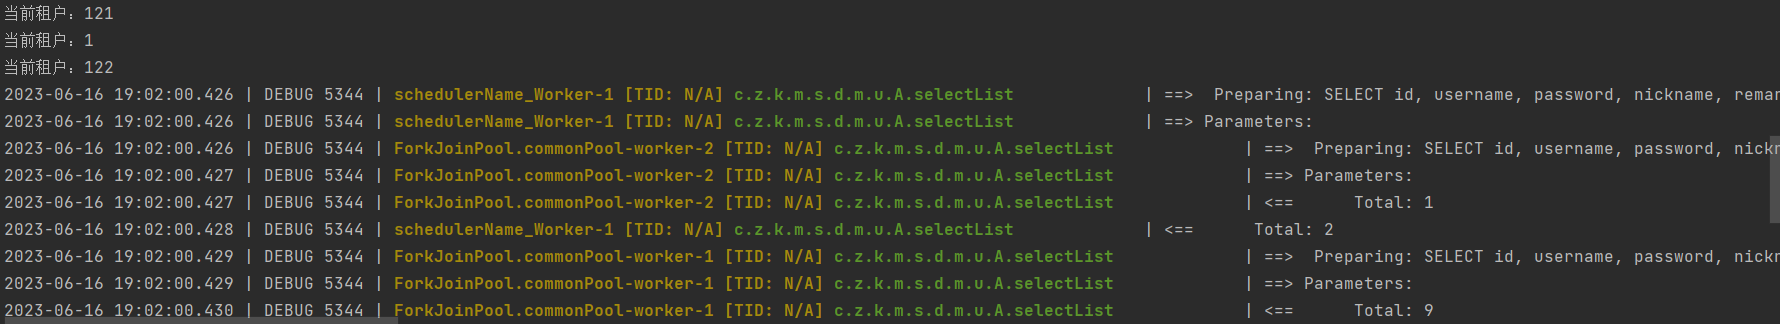 当前租户：121
当前租户：1
当前租户：122
2023-06-16 19:02:00.426 | DEBUG 5344 | schedulerName_Worker-1 [TID: N/A] c.z.k.m.s.d.m.u.A.selectList | ==> Preparing: SELECT id, username, password, nickname, remar
2023-06-16 19:02:00.426 | DEBUG 5344 | schedulerName_Worker-1 [TID: N/A] c.z.k.m.s.d.m.u.A.selectList | ==> Parameters:
2023-06-16 19:02:00.426 | DEBUG 5344 | ForkJoinPool.commonPool-worker-2 [TID: N/A] c.z.k.m.s.d.m.u.A.selectList | ==> Preparing: SELECT id, username, password, nickn
2023-06-16 19:02:00.427 | DEBUG 5344 | ForkJoinPool.commonPool-worker-2 [TID: N/A] c.z.k.m.s.d.m.u.A.selectList | ==> Parameters:
2023-06-16 19:02:00.427 | DEBUG 5344 | ForkJoinPool.commonPool-worker-2 [TID: N/A] c.z.k.m.s.d.m.u.A.selectList | <== Total: 1
2023-06-16 19:02:00.428 | DEBUG 5344 | schedulerName_Worker-1 [TID: N/A] c.z.k.m.s.d.m.u.A.selectList | <== Total: 2
2023-06-16 19:02:00.429 | DEBUG 5344 | ForkJoinPool.commonPool-worker-1 [TID: N/A] c.z.k.m.s.d.m.u.A.selectList | ==> Preparing: SELECT id, username, password, nickn
2023-06-16 19:02:00.429 | DEBUG 5344 | ForkJoinPool.commonPool-worker-1 [TID: N/A] c.z.k.m.s.d.m.u.A.selectList | ==> Parameters:
2023-06-16 19:02:00.430 | DEBUG 5344 | ForkJoinPool.commonPool-worker-1 [TID: N/A] c.z.k.m.s.d.m.u.A.selectList | <== Total: 9